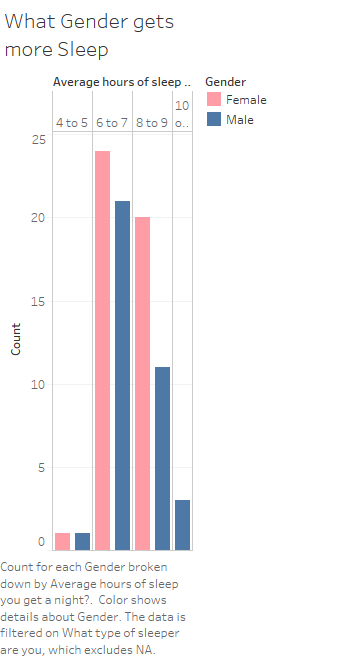 What Gender gets
more Sleep
Average hours of sleep ..
Gender
Female
Male
10
4 to 5 6 to 7 8 to 9 o..
25
20
15
10
5
0
Count
Count for each Gender broken
down by Average hours of sleep
you get a night?. Color shows
details about Gender. The data is
filtered on What type of sleeper
are you, which excludes NA.